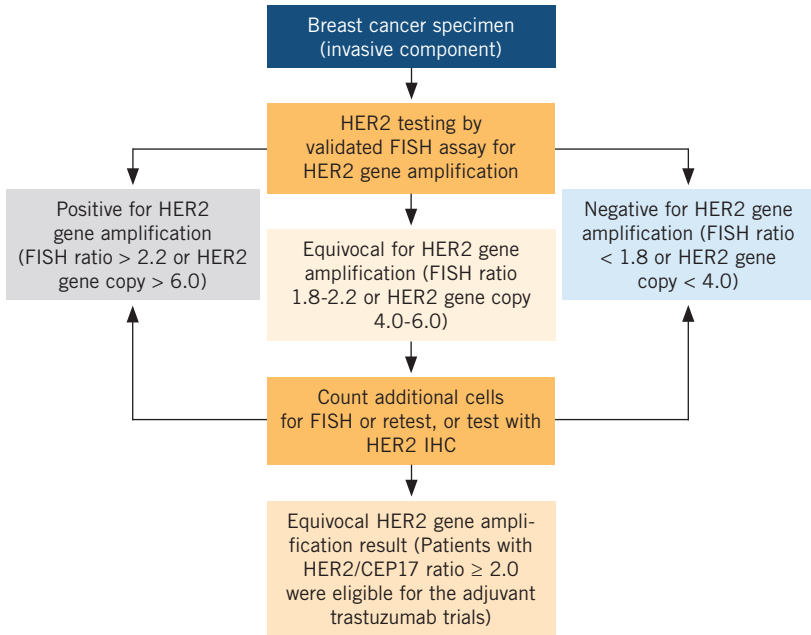 Breast cancer specimen
(invasive component)
HER2 testing by
validated FISH assay for
HER2 gene amplification
Positive for HER2
gene amplification
(FISH ratio > 2.2 or HER2
gene copy > 6.0)
Equivocal for HER2 gene
amplification (FISH ratio
1.8-2.2 or HER2 gene copy
4.0-6.0)
Negative for HER2 gene
amplification (FISH ratio
< 1.8 or HER2 gene
copy < 4.0)
Count additional cells
for FISH or retest, or test with
HER2 IHC
Equivocal HER2 gene ampli-
fication result (Patients with
HER2/CEP17 ratio ≥ 2.0
were eligible for the adjuvant
trastuzumab trials)